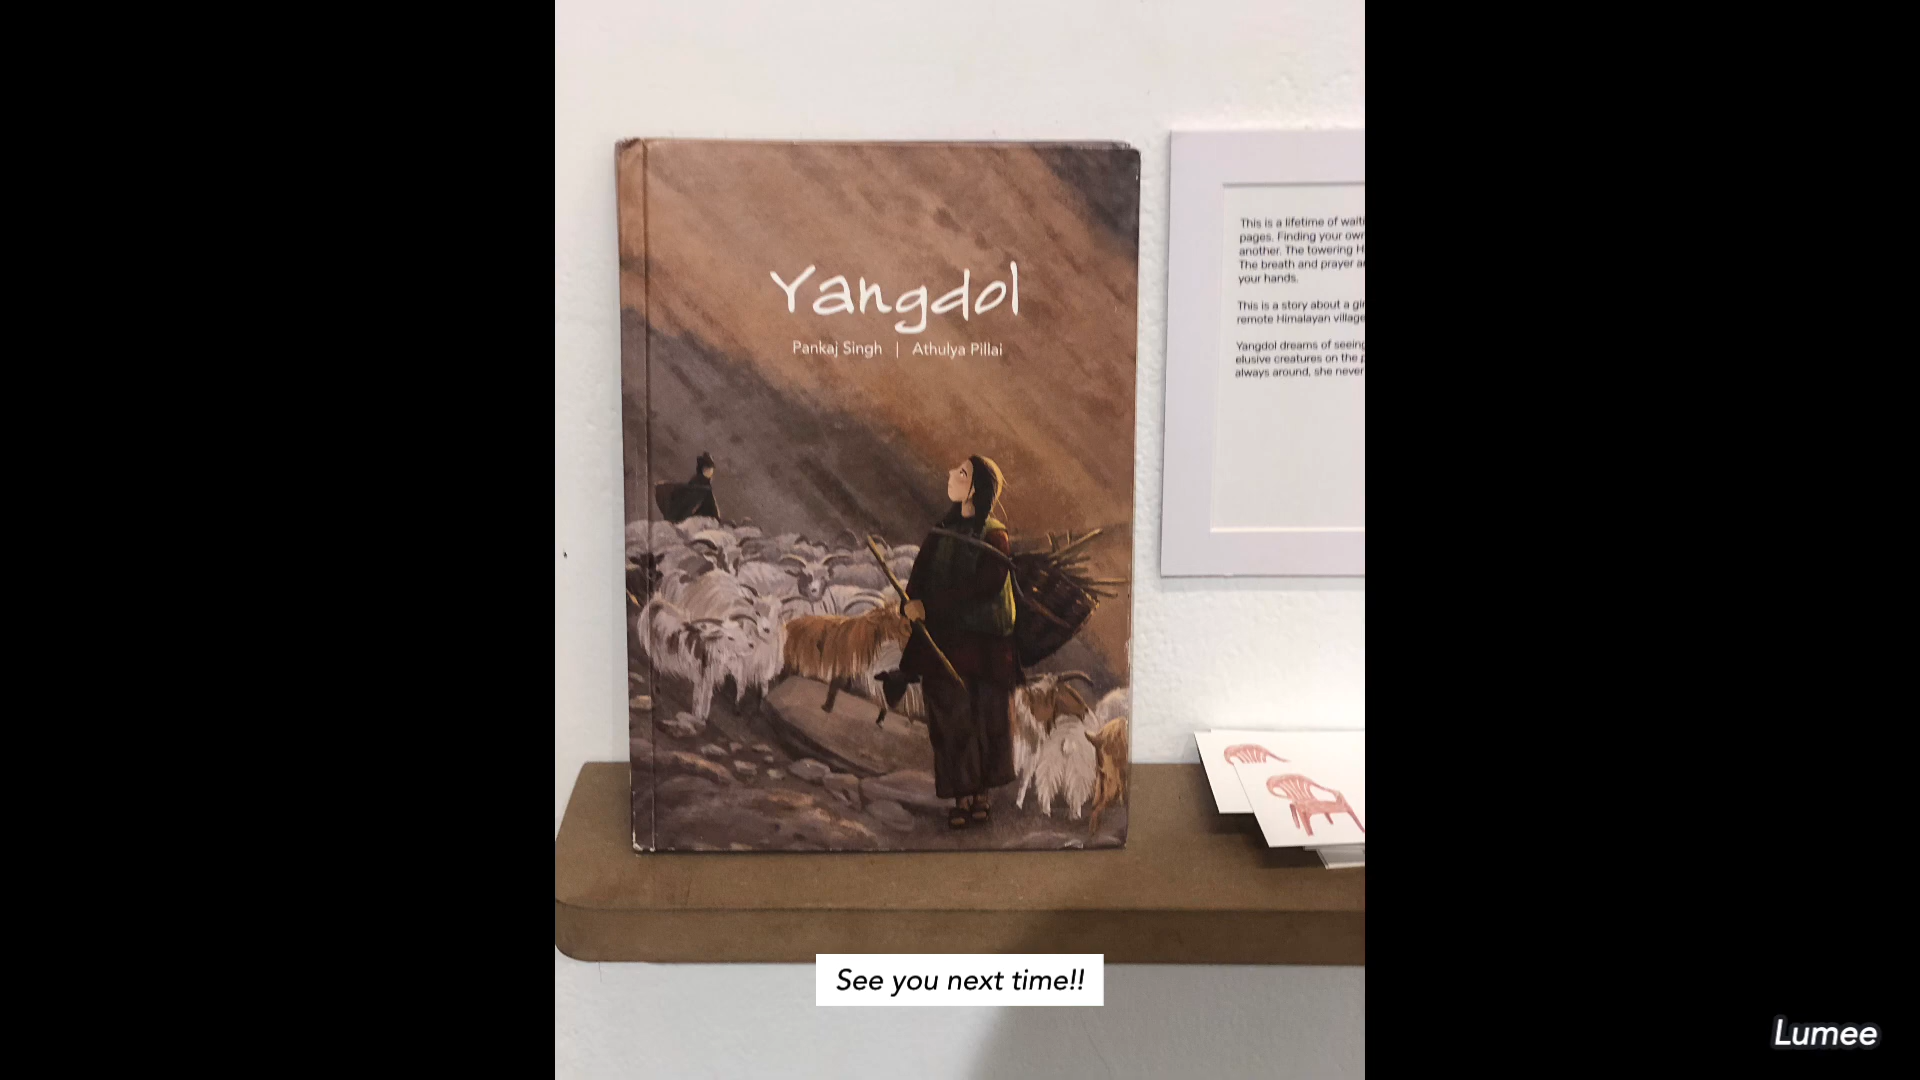 Yangdol
Pankaj Singh | Athulya Pillai
This is a lifetime of
pages. Finding your own
another. The towering
The breath and prayer
your hands.
This is a story about a
remote Himalayan village
Yangdol dreams of seeing
elusive creatures on the
always around, she never
See you next time!!
Lumee